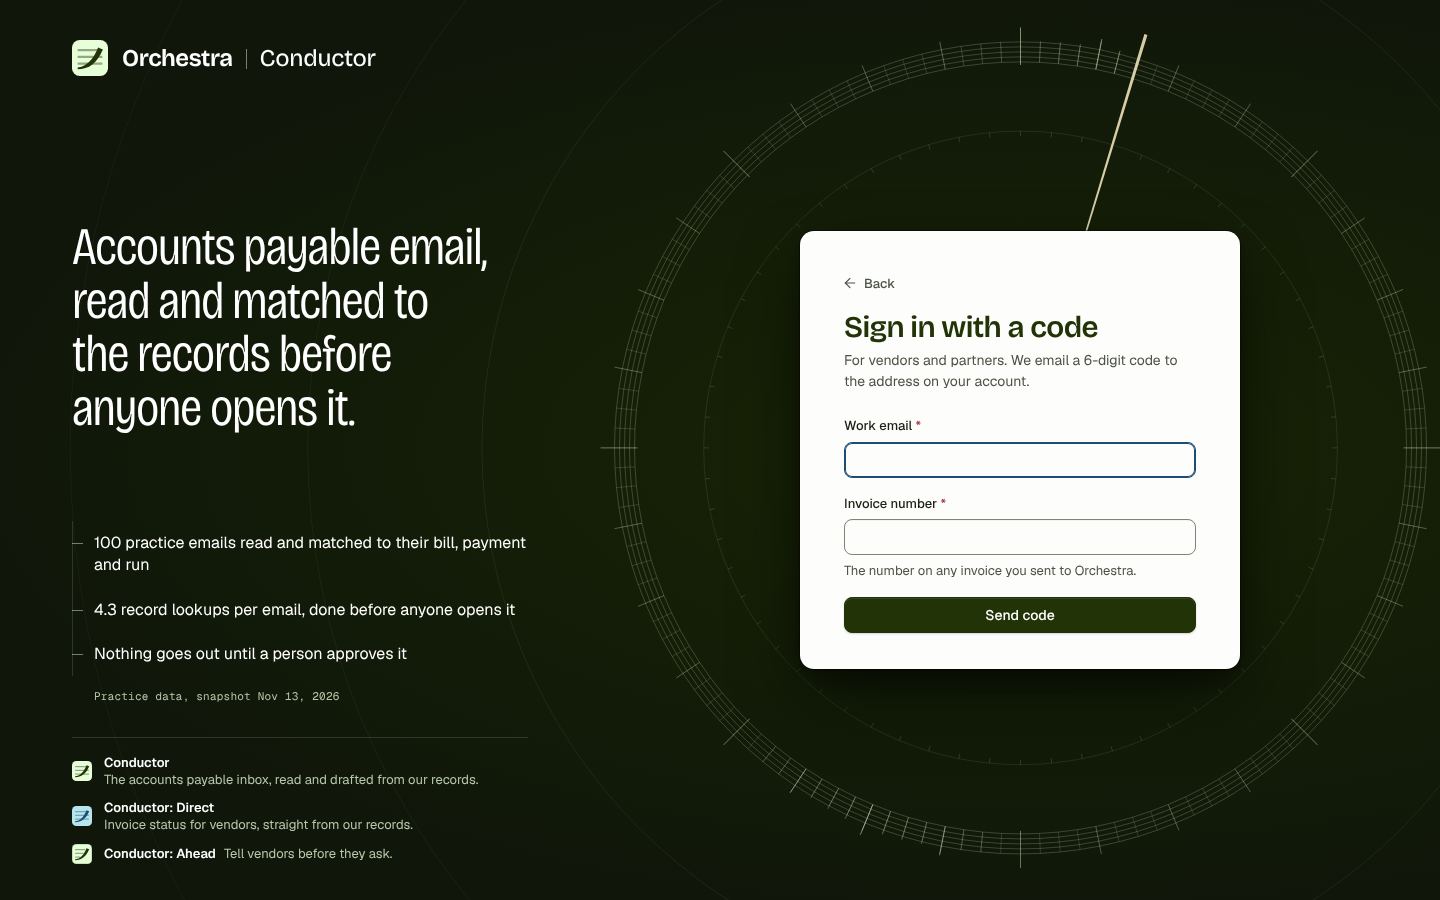 Orchestra | Conductor
Accounts payable email,
read and matched to
the records before
anyone opens it.
100 practice emails read and matched to their bill, payment
and run
4.3 record lookups per email, done before anyone opens it
Nothing goes out until a person approves it
Practice data, snapshot Nov 13, 2026
Conductor
The accounts payable inbox, read and drafted from our records.
Conductor: Direct
Invoice status for vendors, straight from our records.
Conductor: Ahead Tell vendors before they ask.
← Back
Sign in with a code
For vendors and partners. We email a 6-digit code to
the address on your account.
Work email *
Invoice number *
The number on any invoice you sent to Orchestra.
Send code